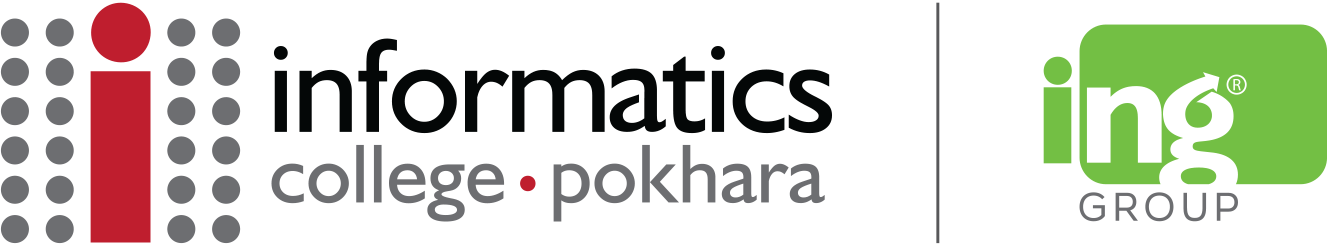 informatics
college • pokhara
ing®
GROUP